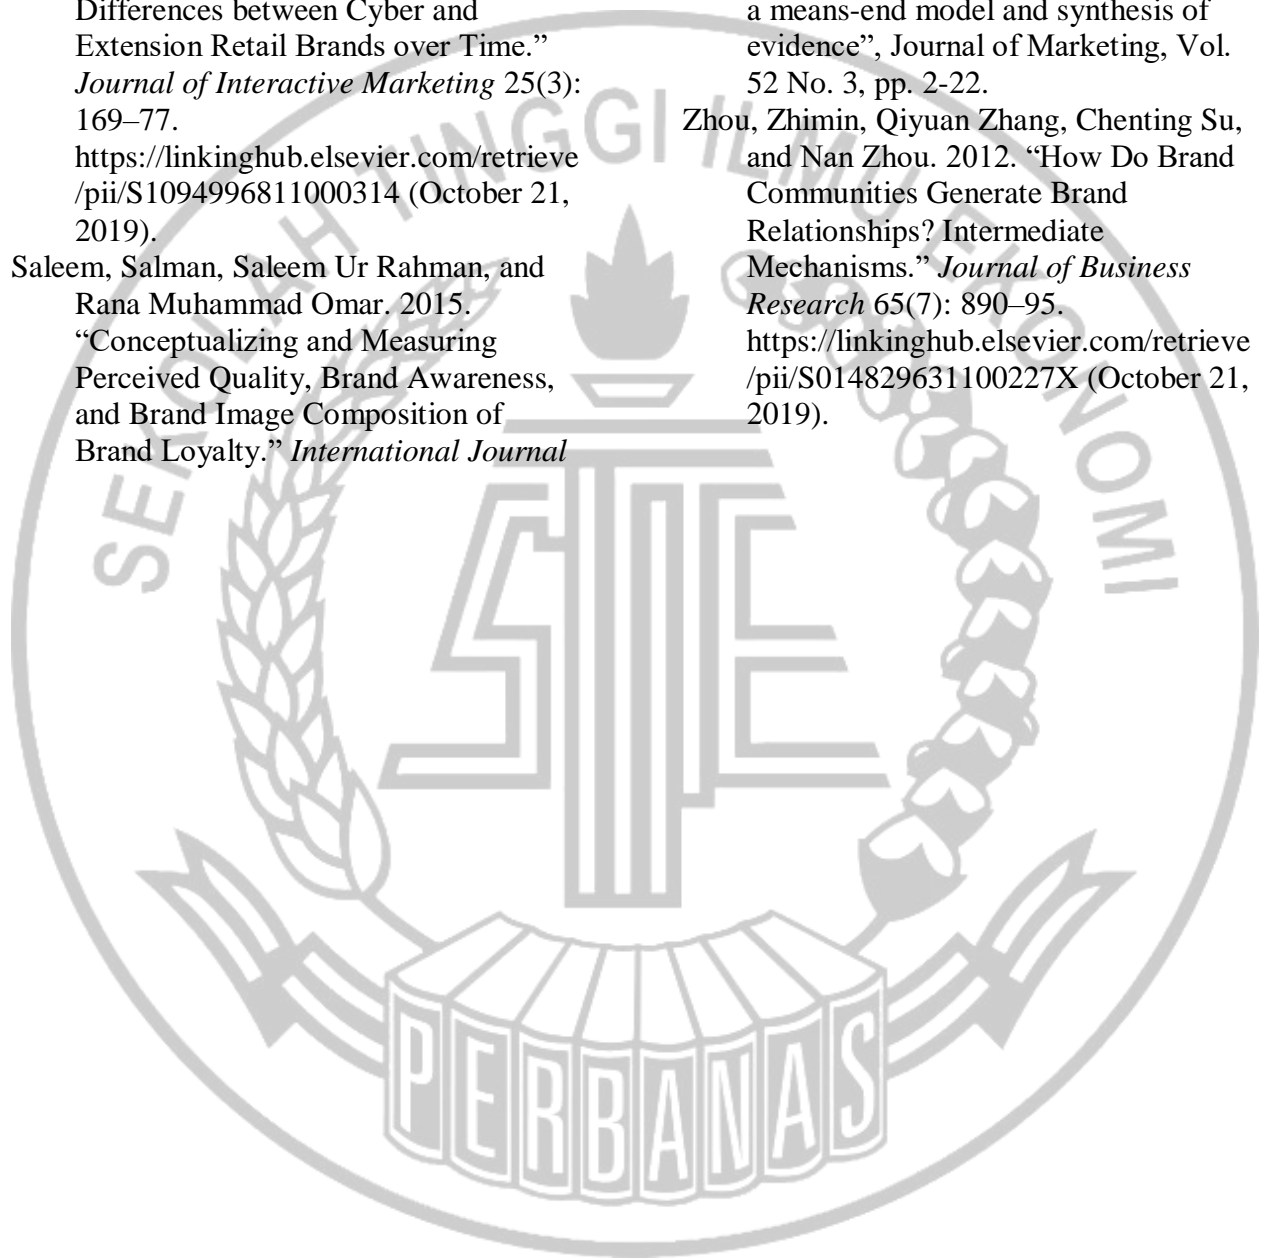 Differences between Cyber and
Extension Retail Brands over Time.”
Journal of Interactive Marketing 25(3):
169–77.
https://linkinghub.elsevier.com/retrieve
/pii/S1094996811000314 (October 21,
2019).
Saleem, Salman, Saleem Ur Rahman, and
Rana Muhammad Omar. 2015.
“Conceptualizing and Measuring
Perceived Quality, Brand Awareness,
and Brand Image Composition of
Brand Loyalty.” International Journal
a means-end model and synthesis of
evidence”, Journal of Marketing, Vol.
52 No. 3, pp. 2-22.
Zhou, Zhimin, Qiyuan Zhang, Chenting Su,
and Nan Zhou. 2012. “How Do Brand
Communities Generate Brand
Relationships? Intermediate
Mechanisms.” Journal of Business
Research 65(7): 890–95.
https://linkinghub.elsevier.com/retrieve
/pii/S014829631100227X (October 21,
2019).
SEKOLAH TINGGI ILMU EKONOMI
STIE
PERBANAS